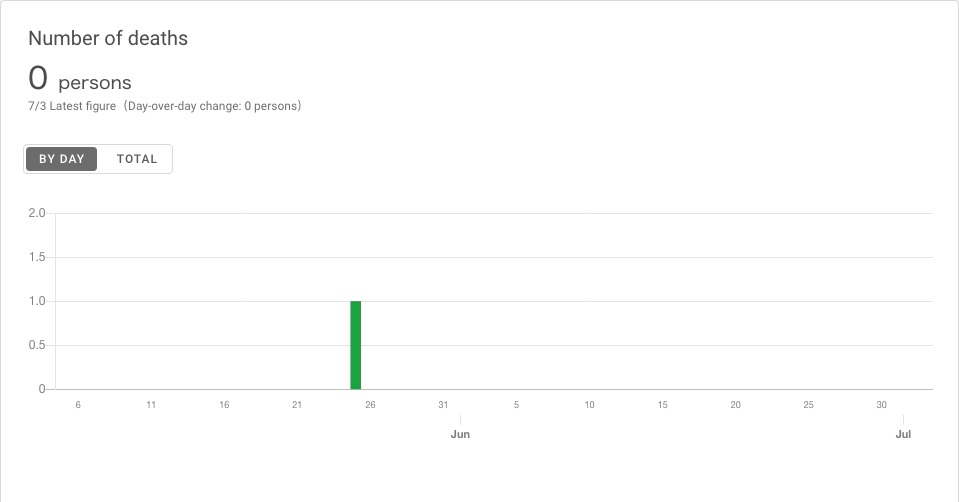 Number of deaths
0 persons
7/3 Latest figure（Day-over-day change: 0 persons）
BY DAY TOTAL
2.0
1.5
1.0
0.5
0
6 11 16 21 26 31 5 10 15 20 25 30
Jun Jul